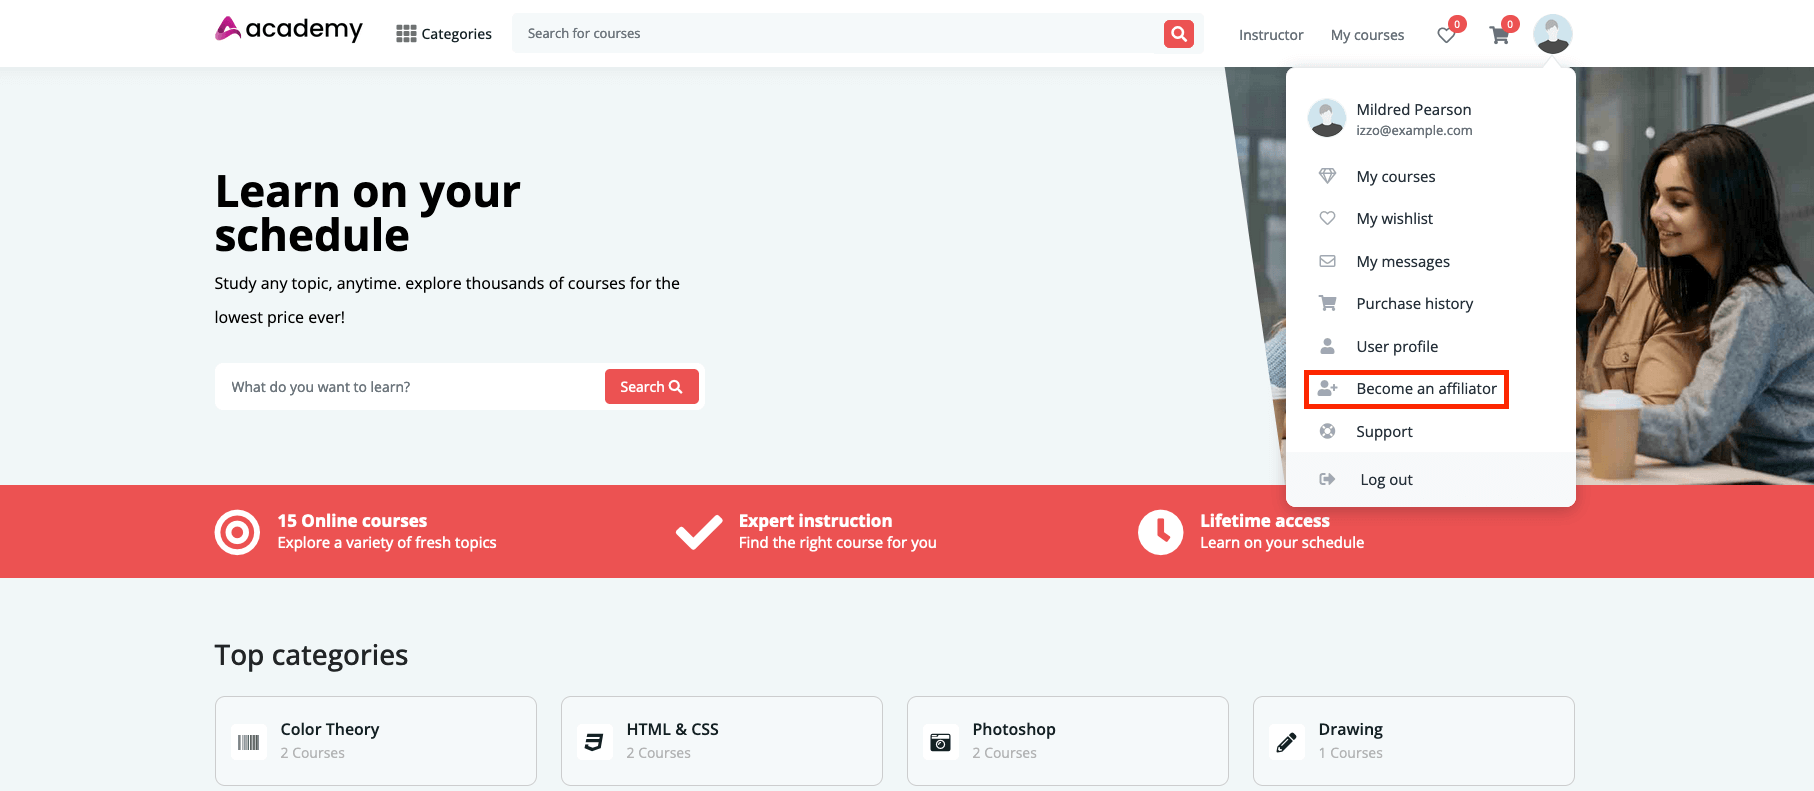 academy
Categories
Search for courses
Instructor
My courses
0
0
Mildred Pearson
izzo@example.com
My courses
My wishlist
My messages
Purchase history
User profile
Become an affiliator
Support
Log out
Learn on your
schedule
Study any topic, anytime. explore thousands of courses for the
lowest price ever!
What do you want to learn?
Search
15 Online courses
Explore a variety of fresh topics
Expert instruction
Find the right course for you
Lifetime access
Learn on your schedule
Top categories
Color Theory
2 Courses
HTML & CSS
2 Courses
Photoshop
2 Courses
Drawing
1 Courses